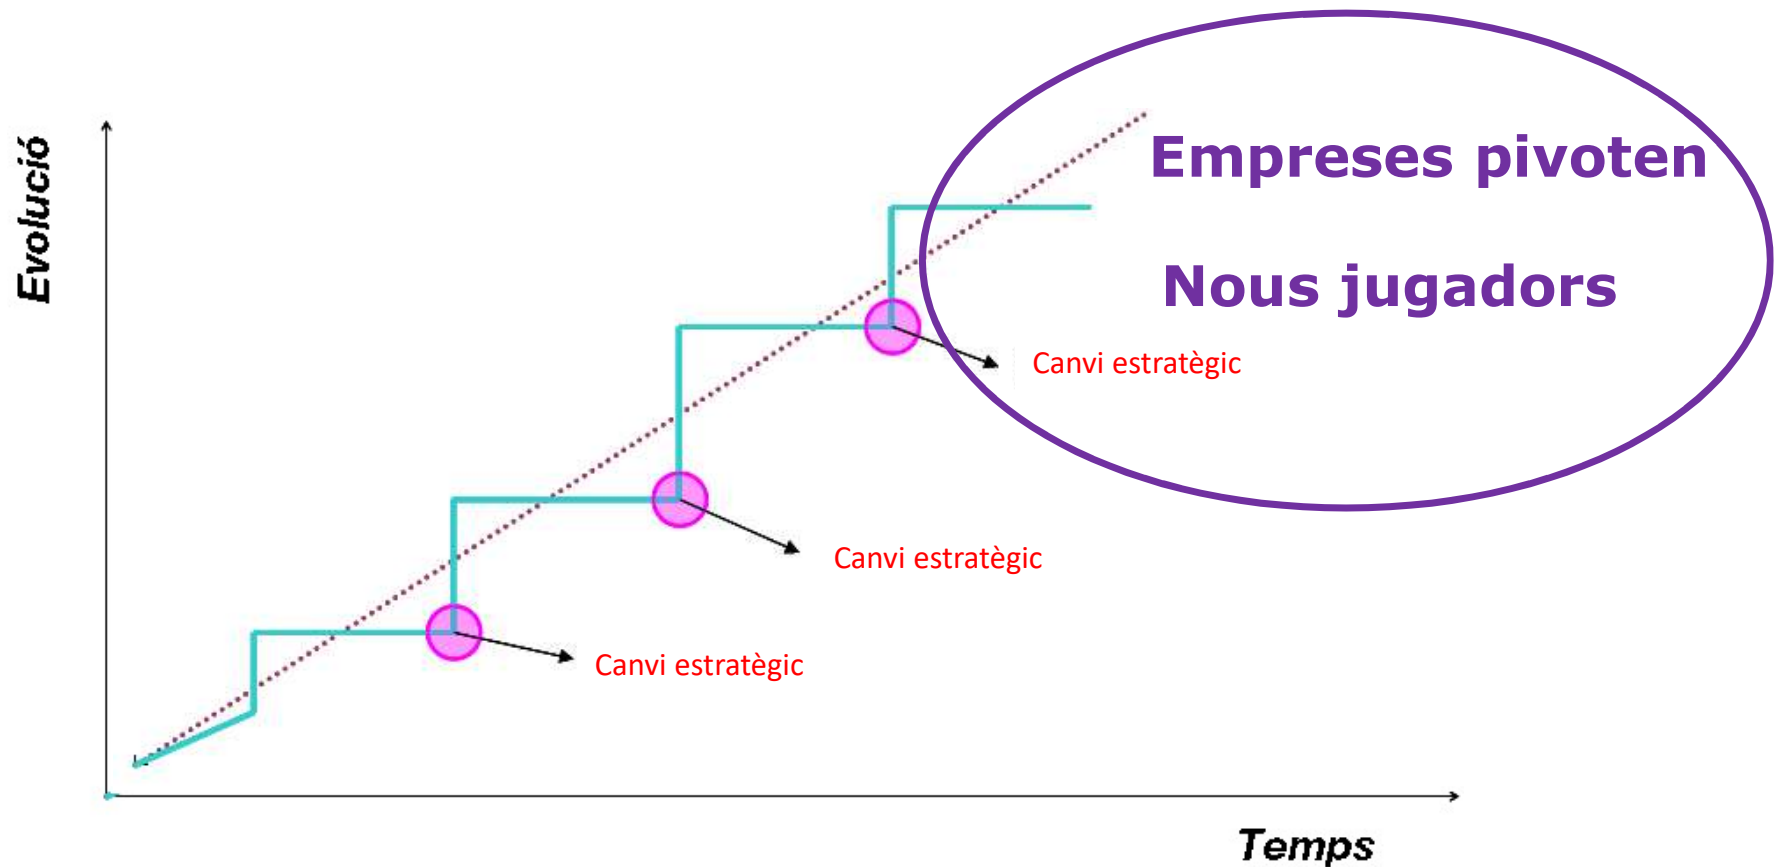 Empreses pivoten
Evolució
Nous jugadors
Canvi estratègic
Canvi estratègic
Canvi estratègic
Temps